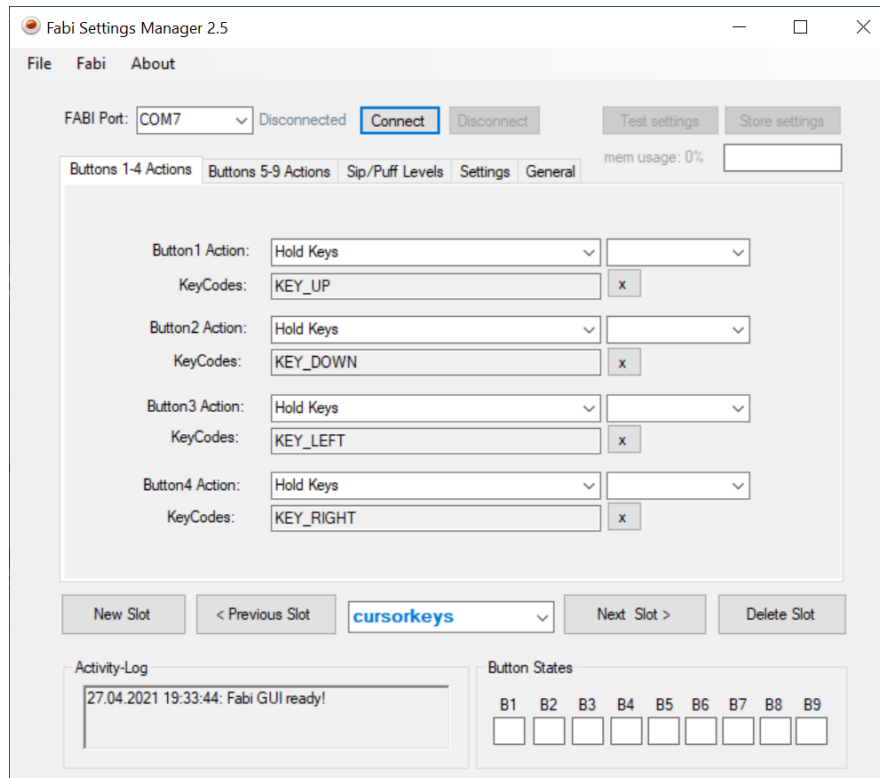 Fabi Settings Manager 2.5
File Fabi About
FABI Port: COM7 Disconnected Connect Disconnect Test settings Store settings
mem usage: 0%
Buttons 1-4 Actions Buttons 5-9 Actions Sip/Puff Levels Settings General
Button1 Action: Hold Keys
KeyCodes: KEY_UP x
Button2 Action: Hold Keys
KeyCodes: KEY_DOWN x
Button3 Action: Hold Keys
KeyCodes: KEY_LEFT x
Button4 Action: Hold Keys
KeyCodes: KEY_RIGHT x
New Slot < Previous Slot cursorkeys Next Slot > Delete Slot
Activity-Log
27.04.2021 19:33:44: Fabi GUI ready!
Button States
B1 B2 B3 B4 B5 B6 B7 B8 B9